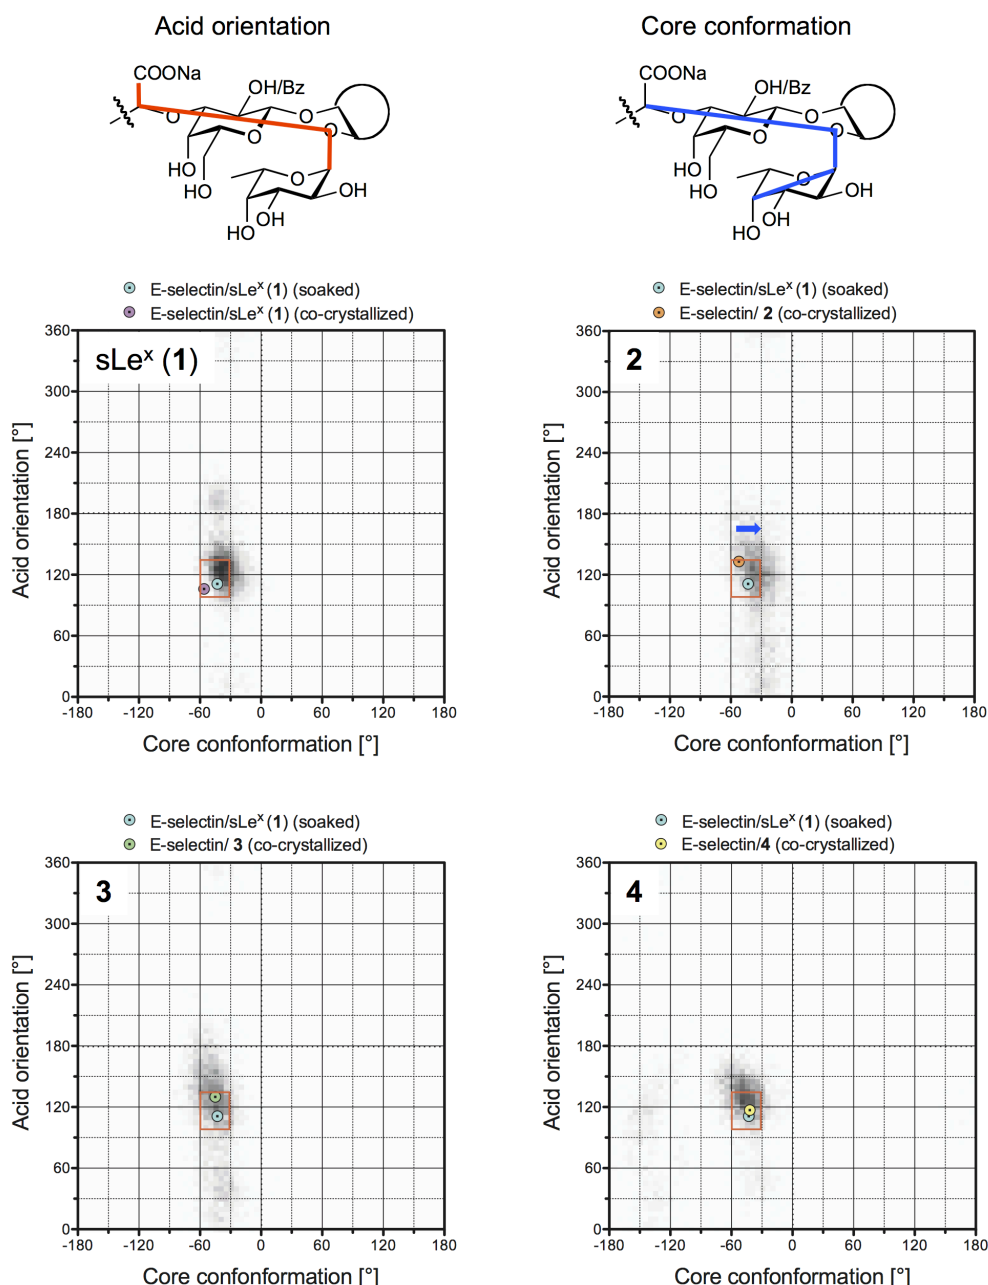 Acid orientation
Core conformation
COONa
OH/Bz
O
O
O
O
HO
HO
O
OH
OH
HO
COONa
OH/Bz
O
O
O
O
HO
HO
O
OH
OH
HO
E-selectin/sLeˣ (1) (soaked)
E-selectin/sLeˣ (1) (co-crystallized)
sLeˣ (1)
360
300
240
180
120
60
0
-180 -120 -60 0 60 120 180
Acid orientation [°]
Core confonformation [°]
E-selectin/sLeˣ (1) (soaked)
E-selectin/ 2 (co-crystallized)
2
360
300
240
180
120
60
0
-180 -120 -60 0 60 120 180
Acid orientation [°]
Core confonformation [°]
E-selectin/sLeˣ (1) (soaked)
E-selectin/ 3 (co-crystallized)
3
360
300
240
180
120
60
0
-180 -120 -60 0 60 120 180
Acid orientation [°]
Core confonformation [°]
E-selectin/sLeˣ (1) (soaked)
E-selectin/4 (co-crystallized)
4
360
300
240
180
120
60
0
-180 -120 -60 0 60 120 180
Acid orientation [°]
Core confonformation [°]